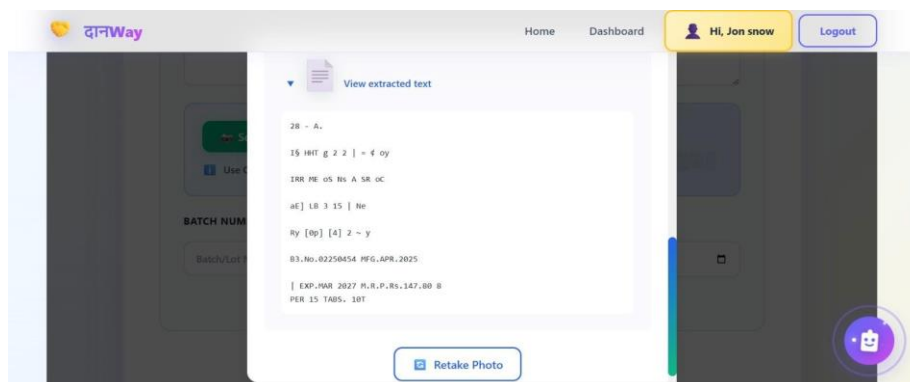 दानWay
Home
Dashboard
Hi, Jon snow
Logout
View extracted text
28 - A.
I§ HHT g 2 2 | = ¢ oy
IRR ME oS Ns A SR oC
aE] L8 3 15 | Ne
Ry [0p] [4] 2 ~ y
B3.No.02250454 MFG.APR.2025
| EXP.MAR 2027 M.R.P.Rs.147.80 8
PER 15 TABS. 10T
Use
BATCH NUM
Batch/Lot
Retake Photo